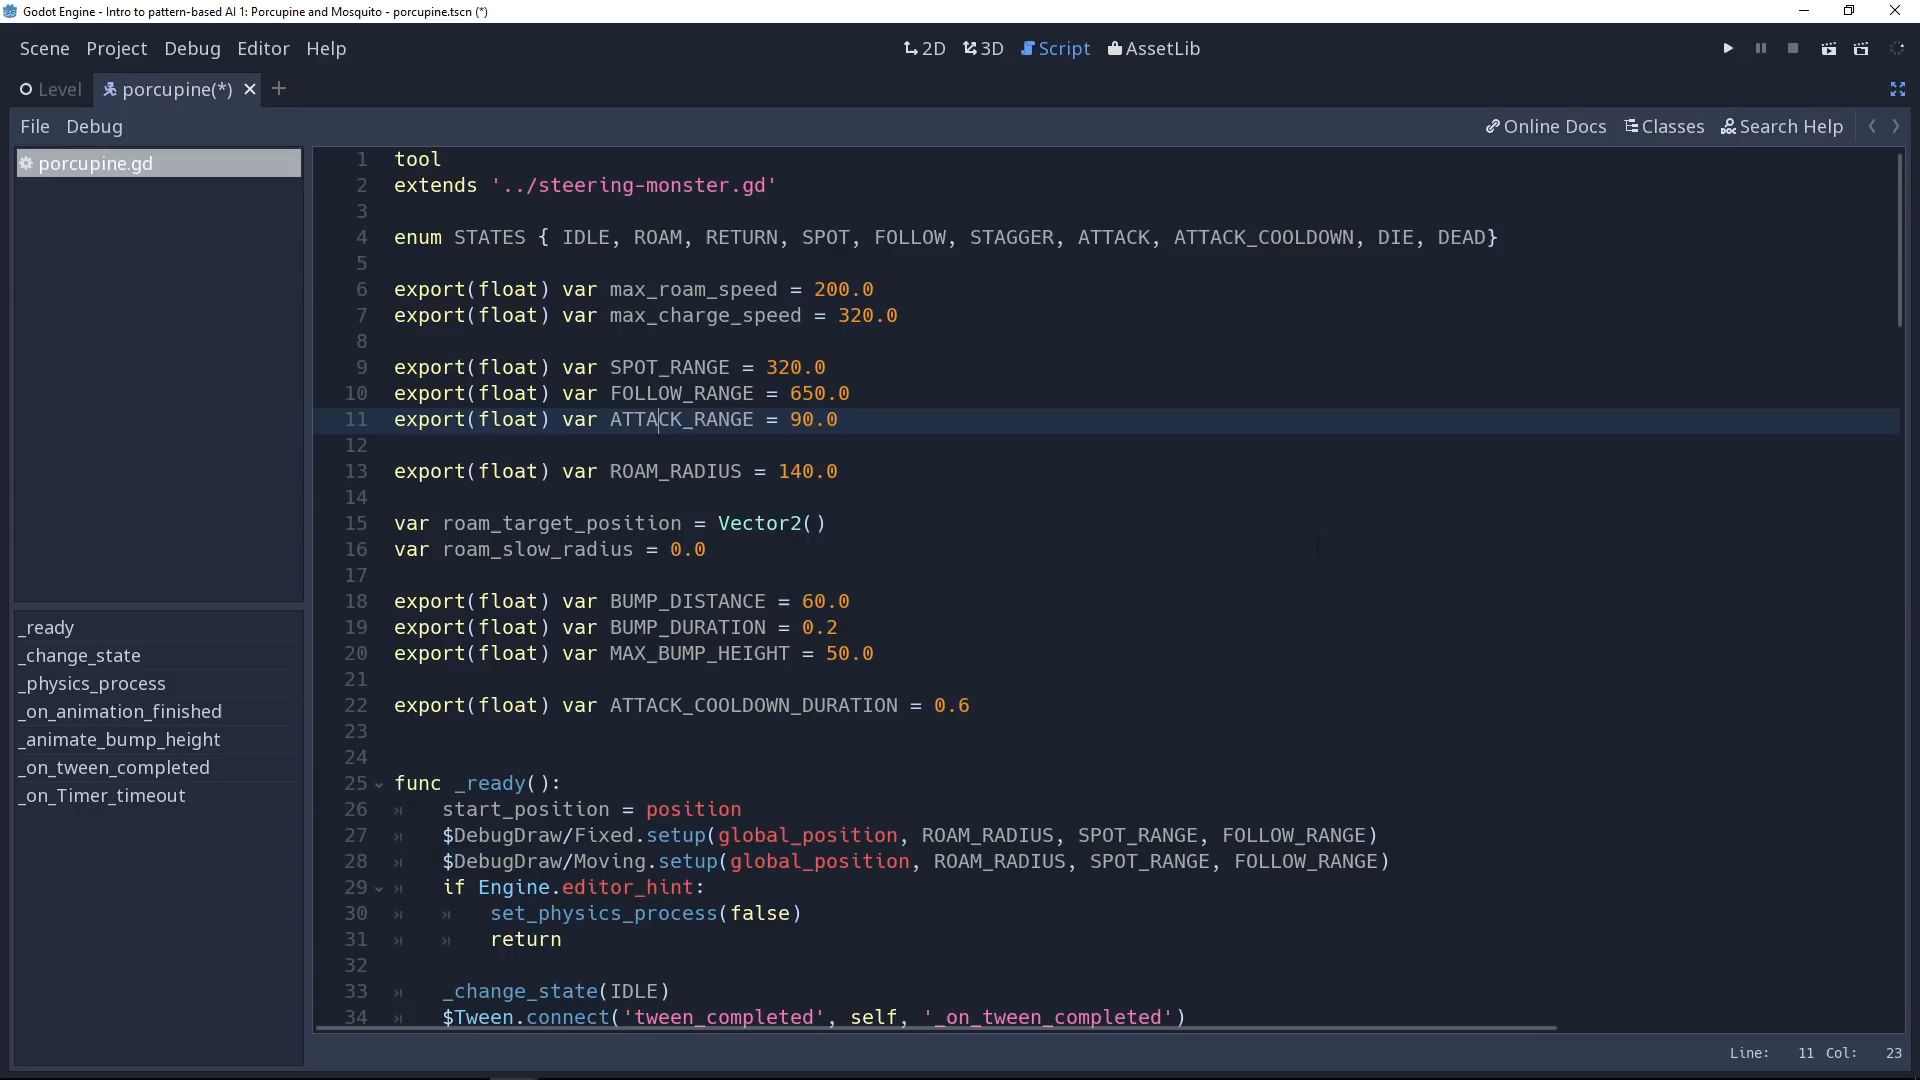 Godot Engine - Intro to pattern-based AI 1: Porcupine and Mosquito - porcupine.tscn (*)
Scene Project Debug Editor Help
2D 3D Script AssetLib
Level porcupine(*)
File Debug
Online Docs Classes Search Help
porcupine.gd
_ready
_change_state
_physics_process
_on_animation_finished
_animate_bump_height
_on_tween_completed
_on_Timer_timeout
1 tool
2 extends '../steering-monster.gd'
3
4 enum STATES { IDLE, ROAM, RETURN, SPOT, FOLLOW, STAGGER, ATTACK, ATTACK_COOLDOWN, DIE, DEAD}
5
6 export(float) var max_roam_speed = 200.0
7 export(float) var max_charge_speed = 320.0
8
9 export(float) var SPOT_RANGE = 320.0
10 export(float) var FOLLOW_RANGE = 650.0
11 export(float) var ATTACK_RANGE = 90.0
12
13 export(float) var ROAM_RADIUS = 140.0
14
15 var roam_target_position = Vector2()
16 var roam_slow_radius = 0.0
17
18 export(float) var BUMP_DISTANCE = 60.0
19 export(float) var BUMP_DURATION = 0.2
20 export(float) var MAX_BUMP_HEIGHT = 50.0
21
22 export(float) var ATTACK_COOLDOWN_DURATION = 0.6
23
24
25 func _ready():
26 start_position = position
27 $DebugDraw/Fixed.setup(global_position, ROAM_RADIUS, SPOT_RANGE, FOLLOW_RANGE)
28 $DebugDraw/Moving.setup(global_position, ROAM_RADIUS, SPOT_RANGE, FOLLOW_RANGE)
29 if Engine.editor_hint:
30 set_physics_process(false)
31 return
32
33 _change_state(IDLE)
34 $Tween.connect('tween_completed', self, '_on_tween_completed')
Line: 11 Col: 23